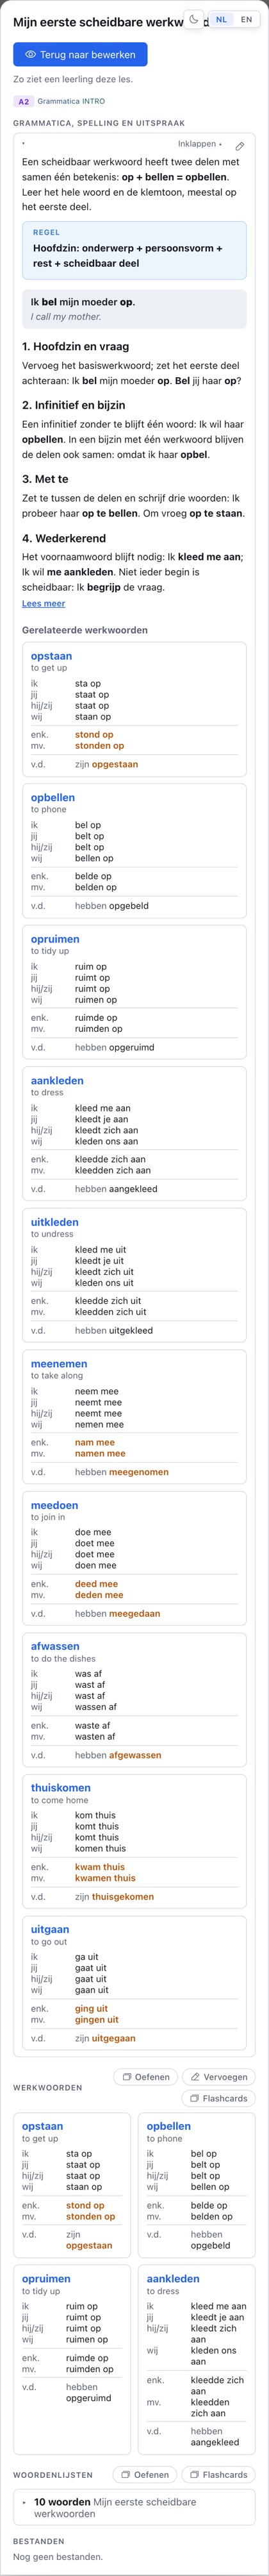 Mijn eerste scheidbare
NL EN
Terug naar bewerken
Zo ziet een leerling deze les.
A2 Grammatica INTRO
GRAMMATICA, SPELLING EN UITSPRAAK
Inklappen
Een scheidbaar werkwoord heeft twee delen met
samen één betekenis: op + bellen = opbellen.
Leer het hele woord en de klemtoon, meestal op
het eerste deel.
REGEL
Hoofdzin: onderwerp + persoonsvorm +
rest + scheidbaar deel
Ik bel mijn moeder op.
I call my mother.
1. Hoofdzin en vraag
Vervoeg het basiswerkwoord; zet het eerste deel
achteraan: Ik bel mijn moeder op. Bel jij haar op?
2. Infinitief en bijzin
Een infinitief zonder te blijft één woord: Ik wil haar
opbellen. In een bijzin met één werkwoord blijven
de delen ook samen: omdat ik haar opbel.
3. Met te
Zet te tussen de delen en schrijf drie woorden: Ik
probeer haar op te bellen. Om vroeg op te staan.
4. Wederkerend
Het voornaamwoord blijft nodig: Ik kleed me aan;
Ik wil me aankleden. Niet ieder begin is
scheidbaar: Ik begrijp de vraag.
Lees meer
Gerelateerde werkwoorden
opstaan
to get up
ik sta op
jij staat op
hij/zij staat op
wij staan op
enk. stond op
mv. stonden op
v.d. zijn opgestaan
opbellen
to phone
ik bel op
jij belt op
hij/zij belt op
wij bellen op
enk. belde op
mv. belden op
v.d. hebben opgebeld
opruimen
to tidy up
ik ruim op
jij ruimt op
hij/zij ruimt op
wij ruimen op
enk. ruimde op
mv. ruimden op
v.d. hebben opgeruimd
aankleden
to dress
ik kleed me aan
jij kleedt je aan
hij/zij kleedt zich aan
wij kleden ons aan
enk. kleedde zich aan
mv. kleedden zich aan
v.d. hebben aangekleed
uitkleden
to undress
ik kleed me uit
jij kleedt je uit
hij/zij kleedt zich uit
wij kleden ons uit
enk. kleedde zich uit
mv. kleedden zich uit
v.d. hebben uitgekleed
meenemen
to take along
ik neem mee
jij neemt mee
hij/zij neemt mee
wij nemen mee
enk. nam mee
mv. namen mee
v.d. hebben meegenomen
meedoen
to join in
ik doe mee
jij doet mee
hij/zij doet mee
wij doen mee
enk. deed mee
mv. deden mee
v.d. hebben meegedaan
afwassen
to do the dishes
ik was af
jij wast af
hij/zij wast af
wij wassen af
enk. waste af
mv. wasten af
v.d. hebben afgewassen
thuiskomen
to come home
ik kom thuis
jij komt thuis
hij/zij komt thuis
wij komen thuis
enk. kwam thuis
mv. kwamen thuis
v.d. zijn thuisgekomen
uitgaan
to go out
ik ga uit
jij gaat uit
hij/zij gaat uit
wij gaan uit
enk. ging uit
mv. gingen uit
v.d. zijn uitgegaan
WERKWOORDEN
Oefenen Vervoegen
Flashcards
opstaan
to get up
ik sta op
jij staat op
hij/zij staat op
wij staan op
enk. stond op
mv. stonden op
v.d. zijn
opgestaan
opbellen
to phone
ik bel op
jij belt op
hij/zij belt op
wij bellen op
enk. belde op
mv. belden op
v.d. hebben
opgebeld
opruimen
to tidy up
ik ruim op
jij ruimt op
hij/zij ruimt op
wij ruimen op
enk. ruimde op
mv. ruimden op
v.d. hebben
opgeruimd
aankleden
to dress
ik kleed me aan
jij kleedt je aan
hij/zij kleedt zich
aan
wij kleden ons
aan
enk. kleedde zich
aan
mv. kleedden
zich aan
v.d. hebben
aangekleed
WOORDENLIJSTEN Oefenen Flashcards
10 woorden Mijn eerste scheidbare
werkwoorden
BESTANDEN
Nog geen bestanden.